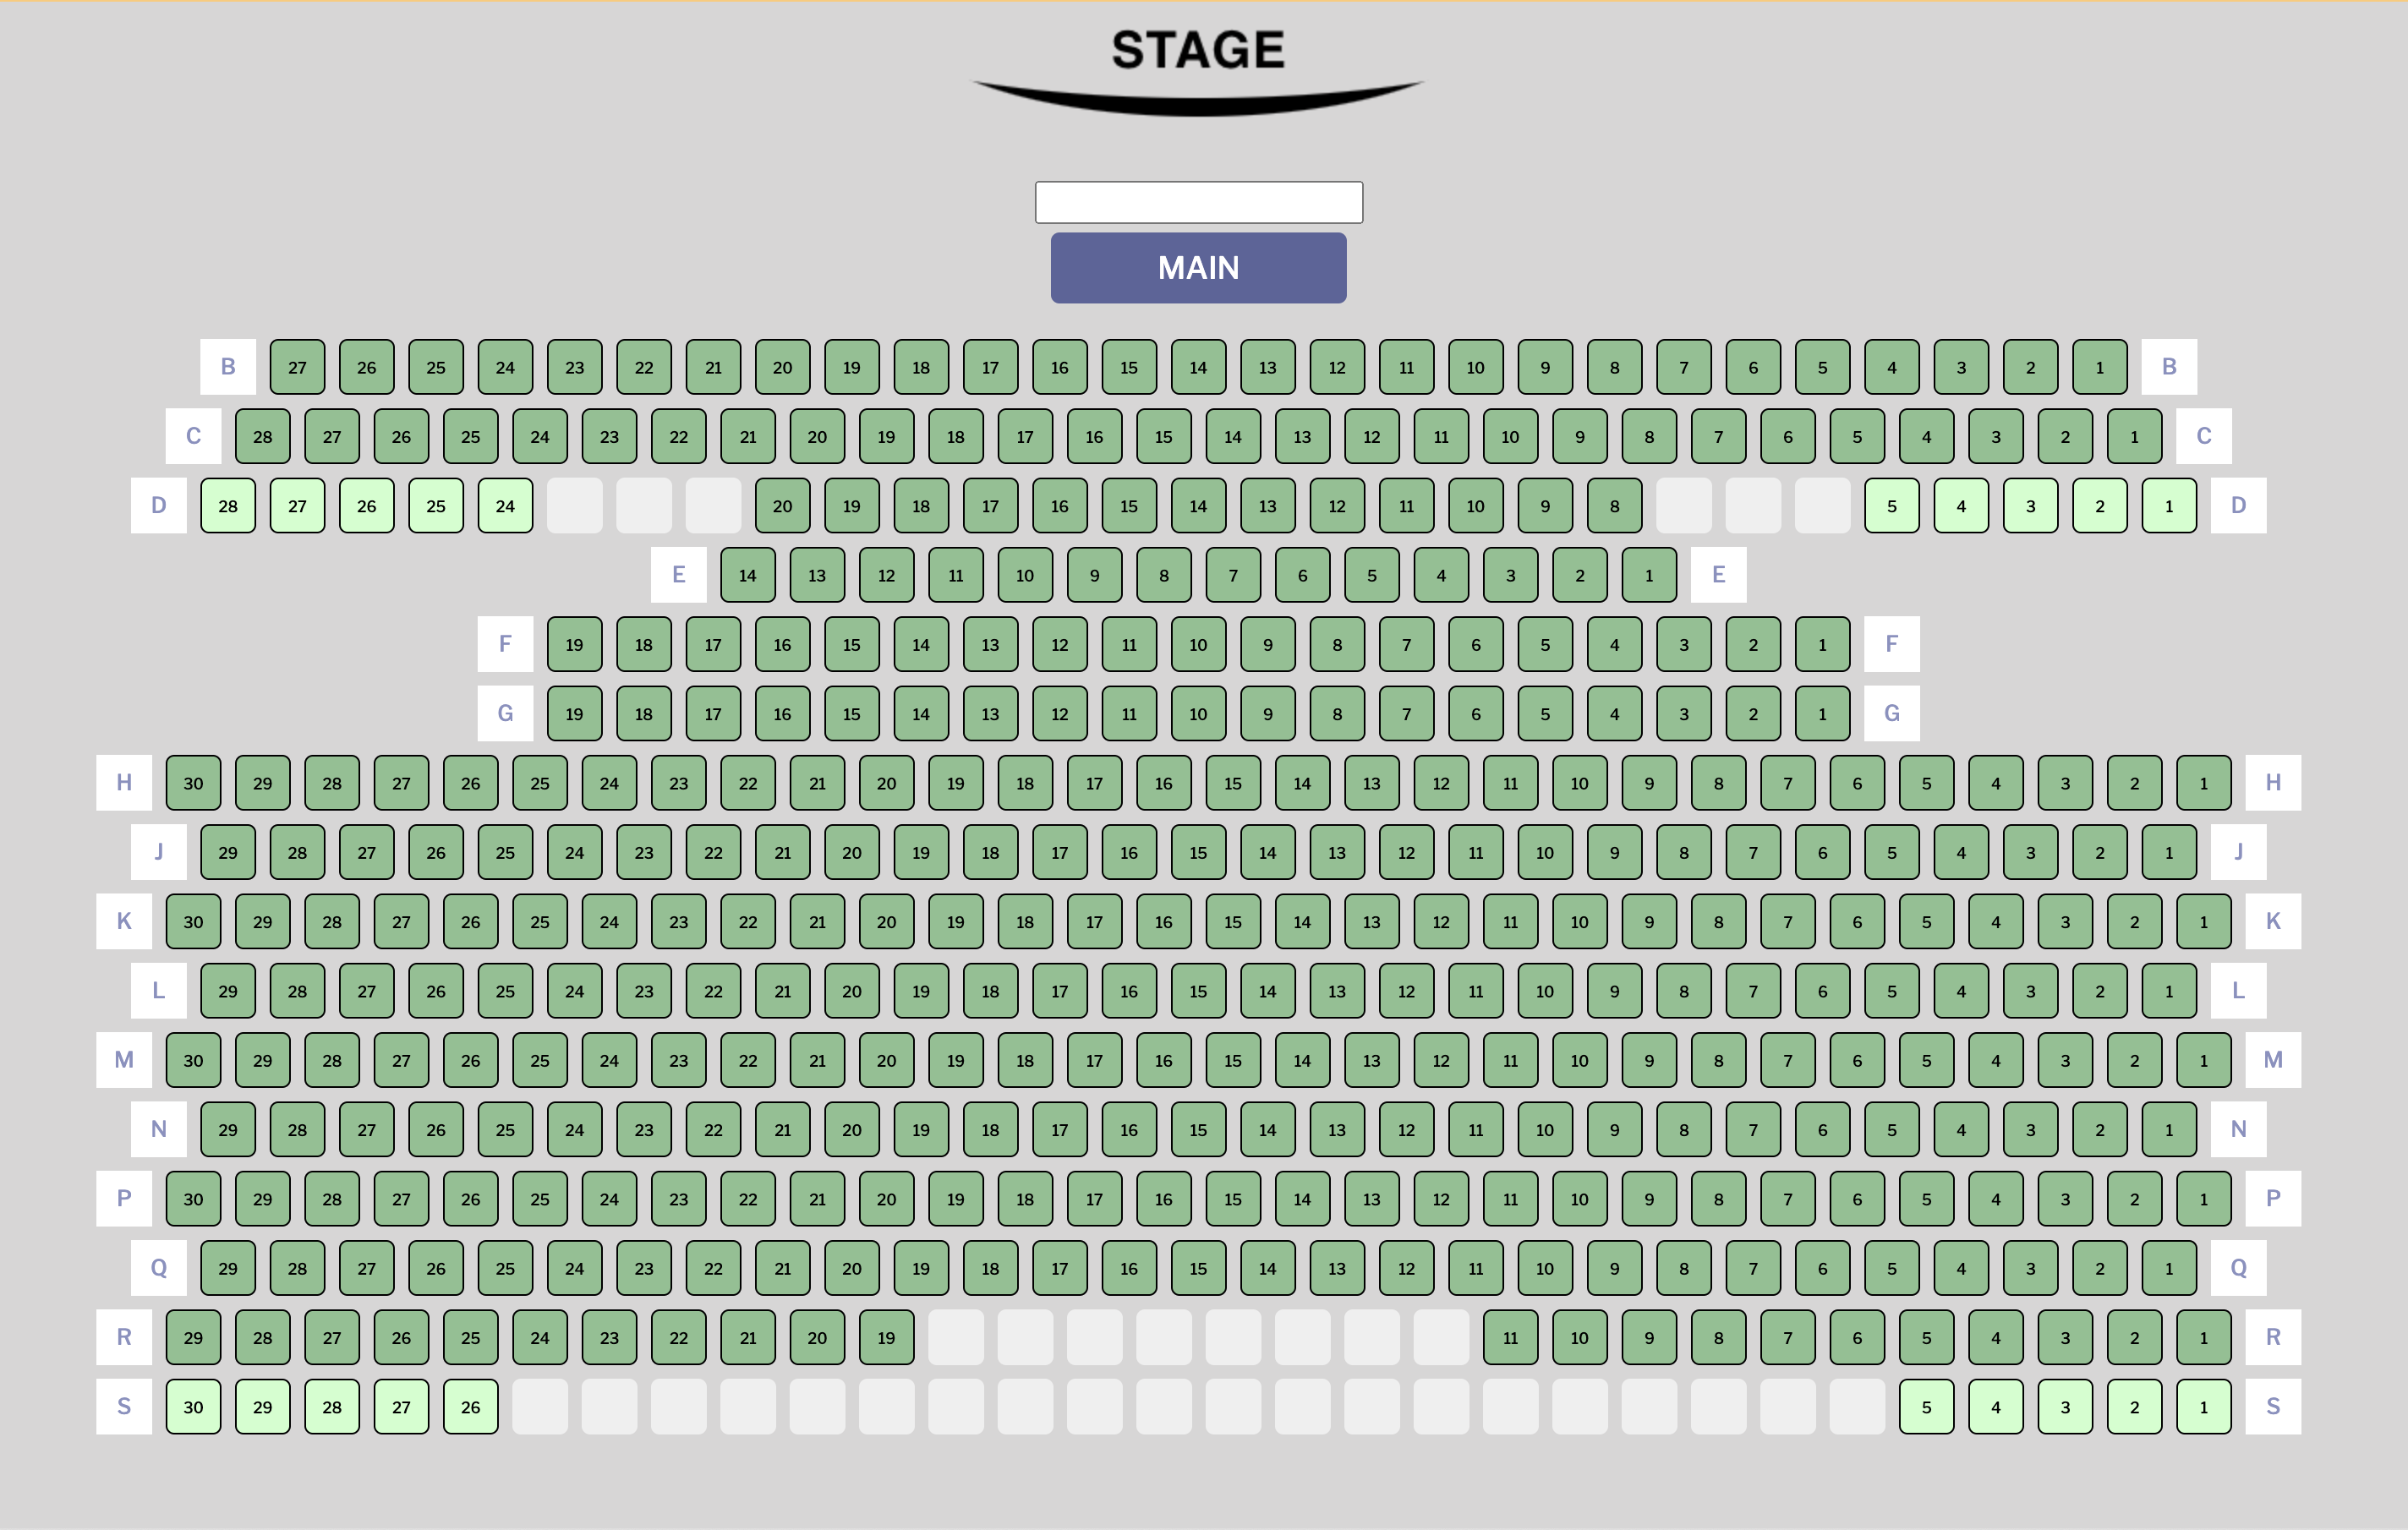 STAGE
MAIN
B 27 26 25 24 23 22 21 20 19 18 17 16 15 14 13 12 11 10 9 8 7 6 5 4 3 2 1 B
C 28 27 26 25 24 23 22 21 20 19 18 17 16 15 14 13 12 11 10 9 8 7 6 5 4 3 2 1 C
D 28 27 26 25 24 20 19 18 17 16 15 14 13 12 11 10 9 8 5 4 3 2 1 D
E 14 13 12 11 10 9 8 7 6 5 4 3 2 1 E
F 19 18 17 16 15 14 13 12 11 10 9 8 7 6 5 4 3 2 1 F
G 19 18 17 16 15 14 13 12 11 10 9 8 7 6 5 4 3 2 1 G
H 30 29 28 27 26 25 24 23 22 21 20 19 18 17 16 15 14 13 12 11 10 9 8 7 6 5 4 3 2 1 H
J 29 28 27 26 25 24 23 22 21 20 19 18 17 16 15 14 13 12 11 10 9 8 7 6 5 4 3 2 1 J
K 30 29 28 27 26 25 24 23 22 21 20 19 18 17 16 15 14 13 12 11 10 9 8 7 6 5 4 3 2 1 K
L 29 28 27 26 25 24 23 22 21 20 19 18 17 16 15 14 13 12 11 10 9 8 7 6 5 4 3 2 1 L
M 30 29 28 27 26 25 24 23 22 21 20 19 18 17 16 15 14 13 12 11 10 9 8 7 6 5 4 3 2 1 M
N 29 28 27 26 25 24 23 22 21 20 19 18 17 16 15 14 13 12 11 10 9 8 7 6 5 4 3 2 1 N
P 30 29 28 27 26 25 24 23 22 21 20 19 18 17 16 15 14 13 12 11 10 9 8 7 6 5 4 3 2 1 P
Q 29 28 27 26 25 24 23 22 21 20 19 18 17 16 15 14 13 12 11 10 9 8 7 6 5 4 3 2 1 Q
R 29 28 27 26 25 24 23 22 21 20 19 11 10 9 8 7 6 5 4 3 2 1 R
S 30 29 28 27 26 5 4 3 2 1 S